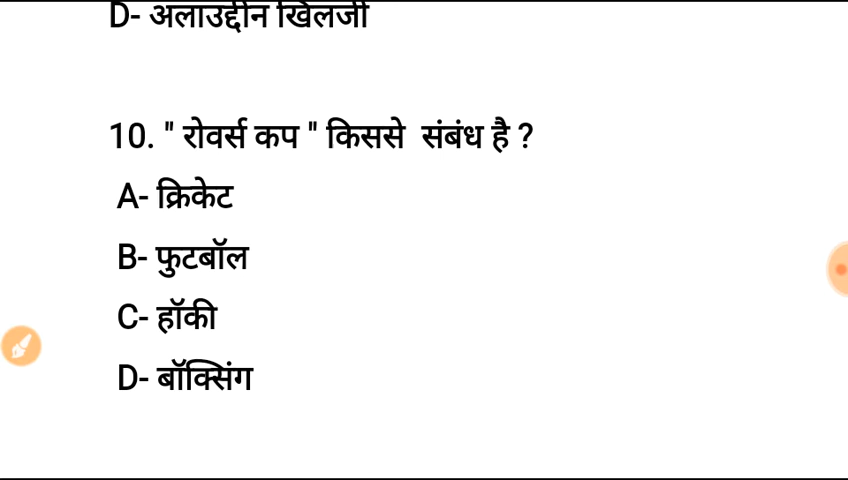 D- अलाउद्दीन खिलजी
10. " रोवर्स कप " किससे संबंध है ?
A- क्रिकेट
B- फुटबॉल
C- हॉकी
D- बॉक्सिंग